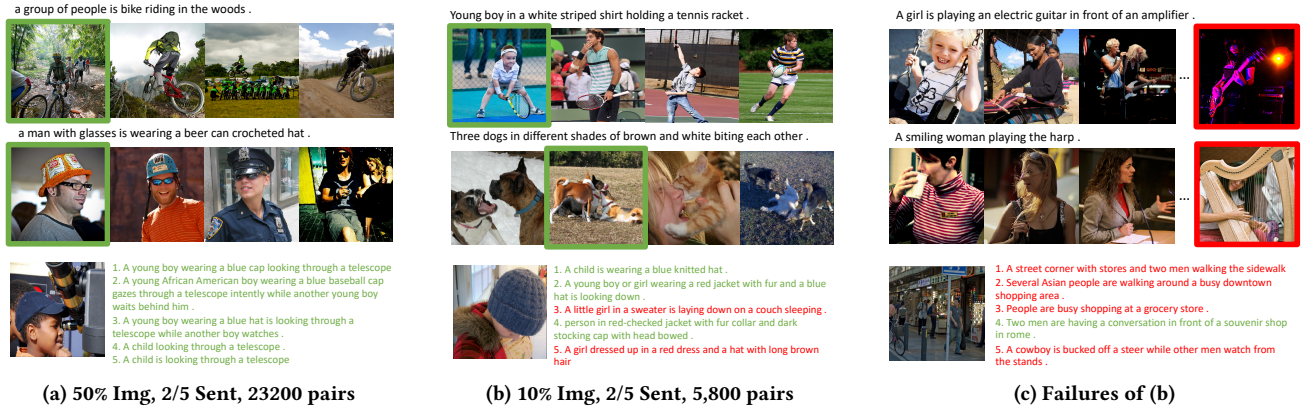 a group of people is bike riding in the woods .
a man with glasses is wearing a beer can crocheted hat .
1. A young boy wearing a blue cap looking through a telescope
2. A young African American boy wearing a blue baseball cap
gazes through a telescope intently while another young boy
waits behind him .
3. A young boy wearing a blue hat is looking through a
telescope while another boy watches .
4. A child looking through a telescope .
5. A child is looking through a telescope
(a) 50% Img, 2/5 Sent, 23200 pairs
Young boy in a white striped shirt holding a tennis racket .
Three dogs in different shades of brown and white biting each other .
1. A child is wearing a blue knitted hat .
2. A young boy or girl wearing a red jacket with fur and a blue
hat is looking down .
3. A little girl in a sweater is laying down on a couch sleeping .
4. person in red-checked jacket with fur collar and dark
stocking cap with head bowed .
5. A girl dressed up in a red dress and a hat with long brown
hair
(b) 10% Img, 2/5 Sent, 5,800 pairs
A girl is playing an electric guitar in front of an amplifier .
...
A smiling woman playing the harp .
...
1. A street corner with stores and two men walking the sidewalk
2. Several Asian people are walking around a busy downtown
shopping area .
3. People are busy shopping at a grocery store .
4. Two men are having a conversation in front of a souvenir shop
in rome .
5. A cowboy is bucked off a steer while other men watch from
the stands .
(c) Failures of (b)